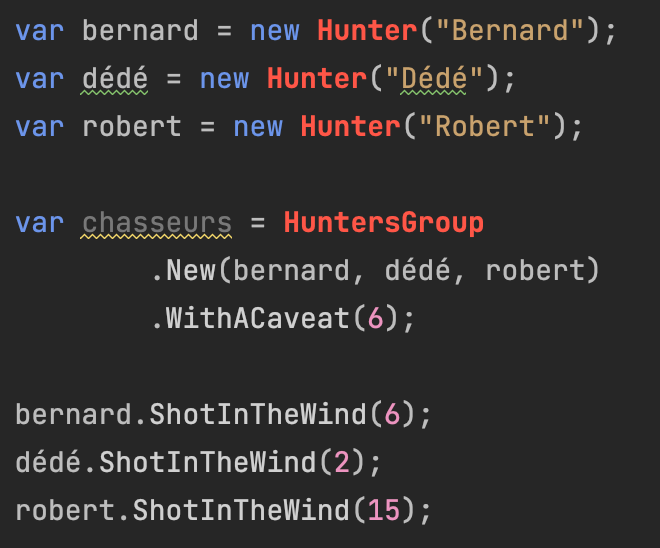 var bernard = new Hunter("Bernard");
var dédé = new Hunter("Dédé");
var robert = new Hunter("Robert");
var chasseurs = HuntersGroup
.New(bernard, dédé, robert)
.WithACaveat(6);
bernard.ShotInTheWind(6);
dédé.ShotInTheWind(2);
robert.ShotInTheWind(15);